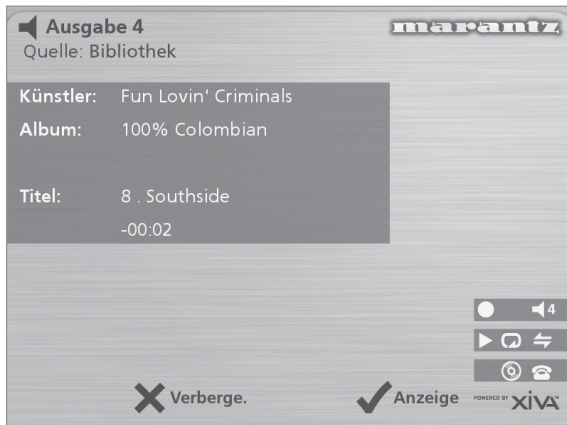 Ausgabe 4
marantz
Quelle: Bibliothek
Künstler: Fun Lovin' Criminals
Album: 100% Colombian
Titel: 8 . Southside
-00:02
4
Verberge.
Anzeige
POWERED BY XiVA™